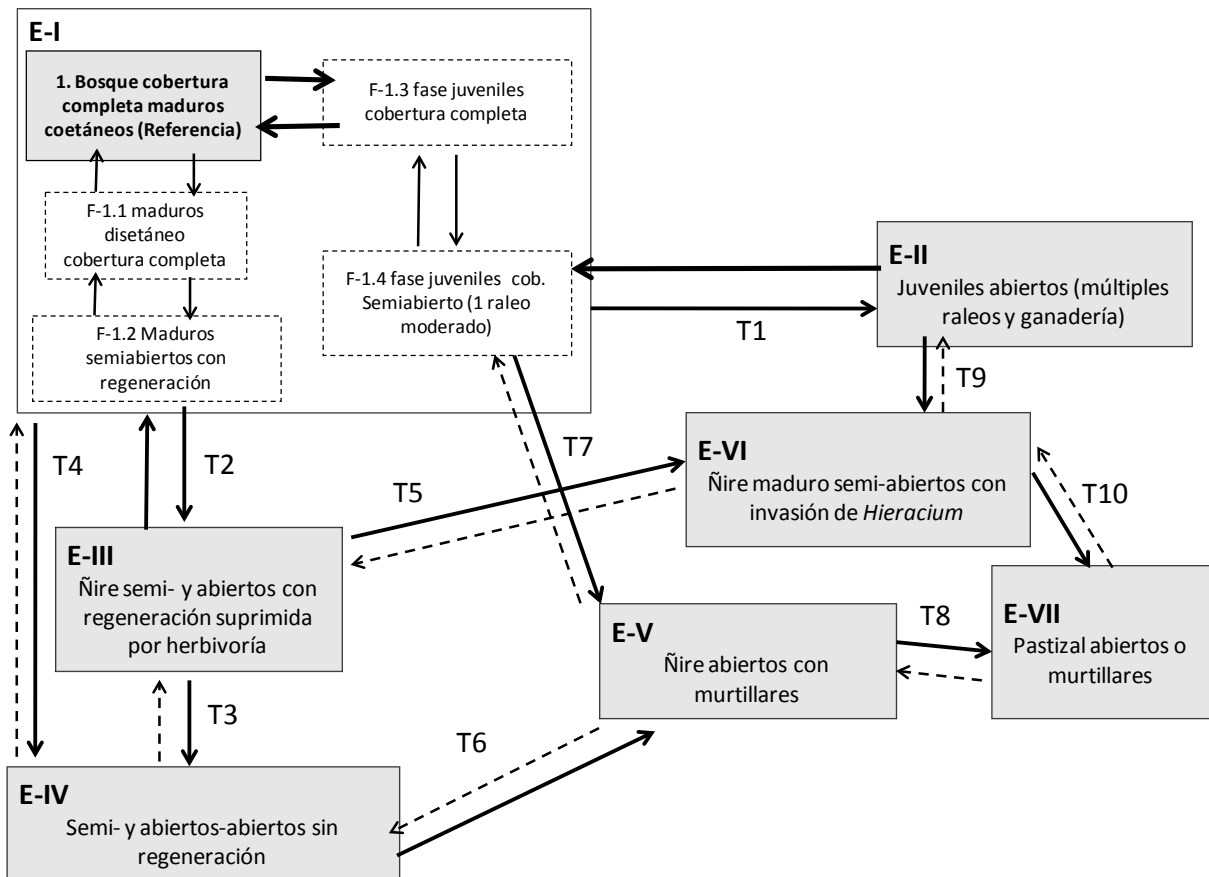 E-I
1. Bosque cobertura
completa maduros
coetáneos (Referencia)
F-1.3 fase juveniles
cobertura completa
F-1.1 maduros
disetáneo
cobertura completa
F-1.4 fase juveniles cob.
Semiabierto (1 raleo
moderado)
F-1.2 Maduros
semiabiertos con
regeneración
E-II
Juveniles abiertos (múltiples
raleos y ganadería)
T1
T9
T4
T2
T7
T5
E-VI
Ñire maduro semi-abiertos con
invasión de Hieracium
T10
E-III
Ñire semi- y abiertos con
regeneración suprimida
por herbivoría
E-V
Ñire abiertos con
murtillares
T8
E-VII
Pastizal abiertos o
murtillares
T3
T6
E-IV
Semi- y abiertos-abiertos sin
regeneración